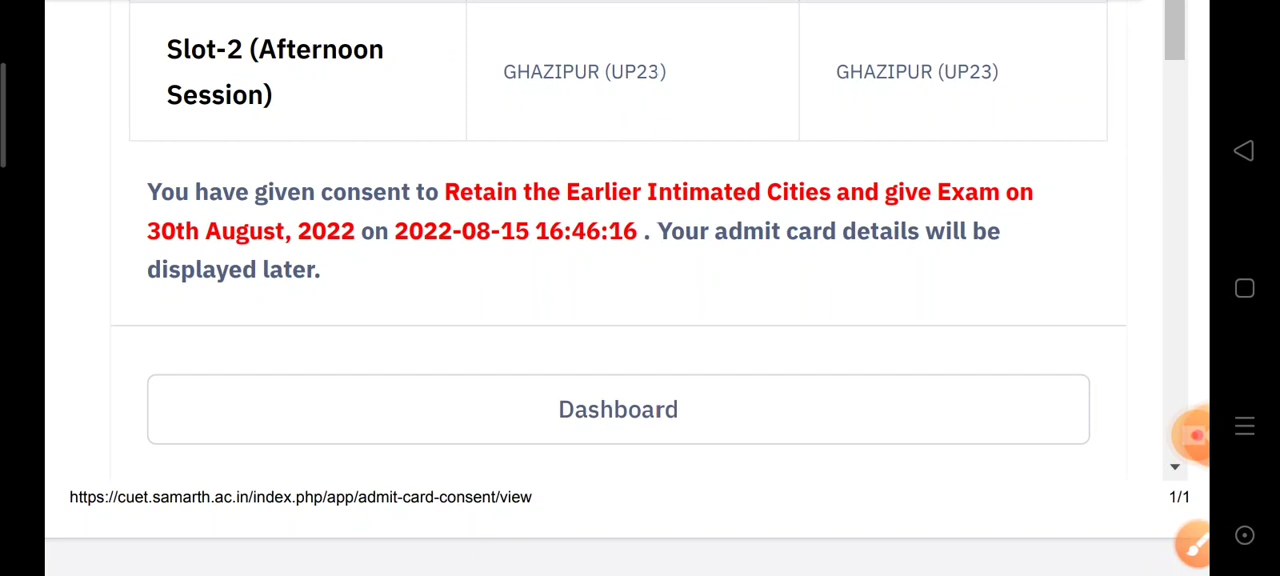 Slot-2 (Afternoon
Session)
GHAZIPUR (UP23)
GHAZIPUR (UP23)
You have given consent to Retain the Earlier Intimated Cities and give Exam on
30th August, 2022 on 2022-08-15 16:46:16 . Your admit card details will be
displayed later.
Dashboard
https://cuet.samarth.ac.in/index.php/app/admit-card-consent/view
1/1